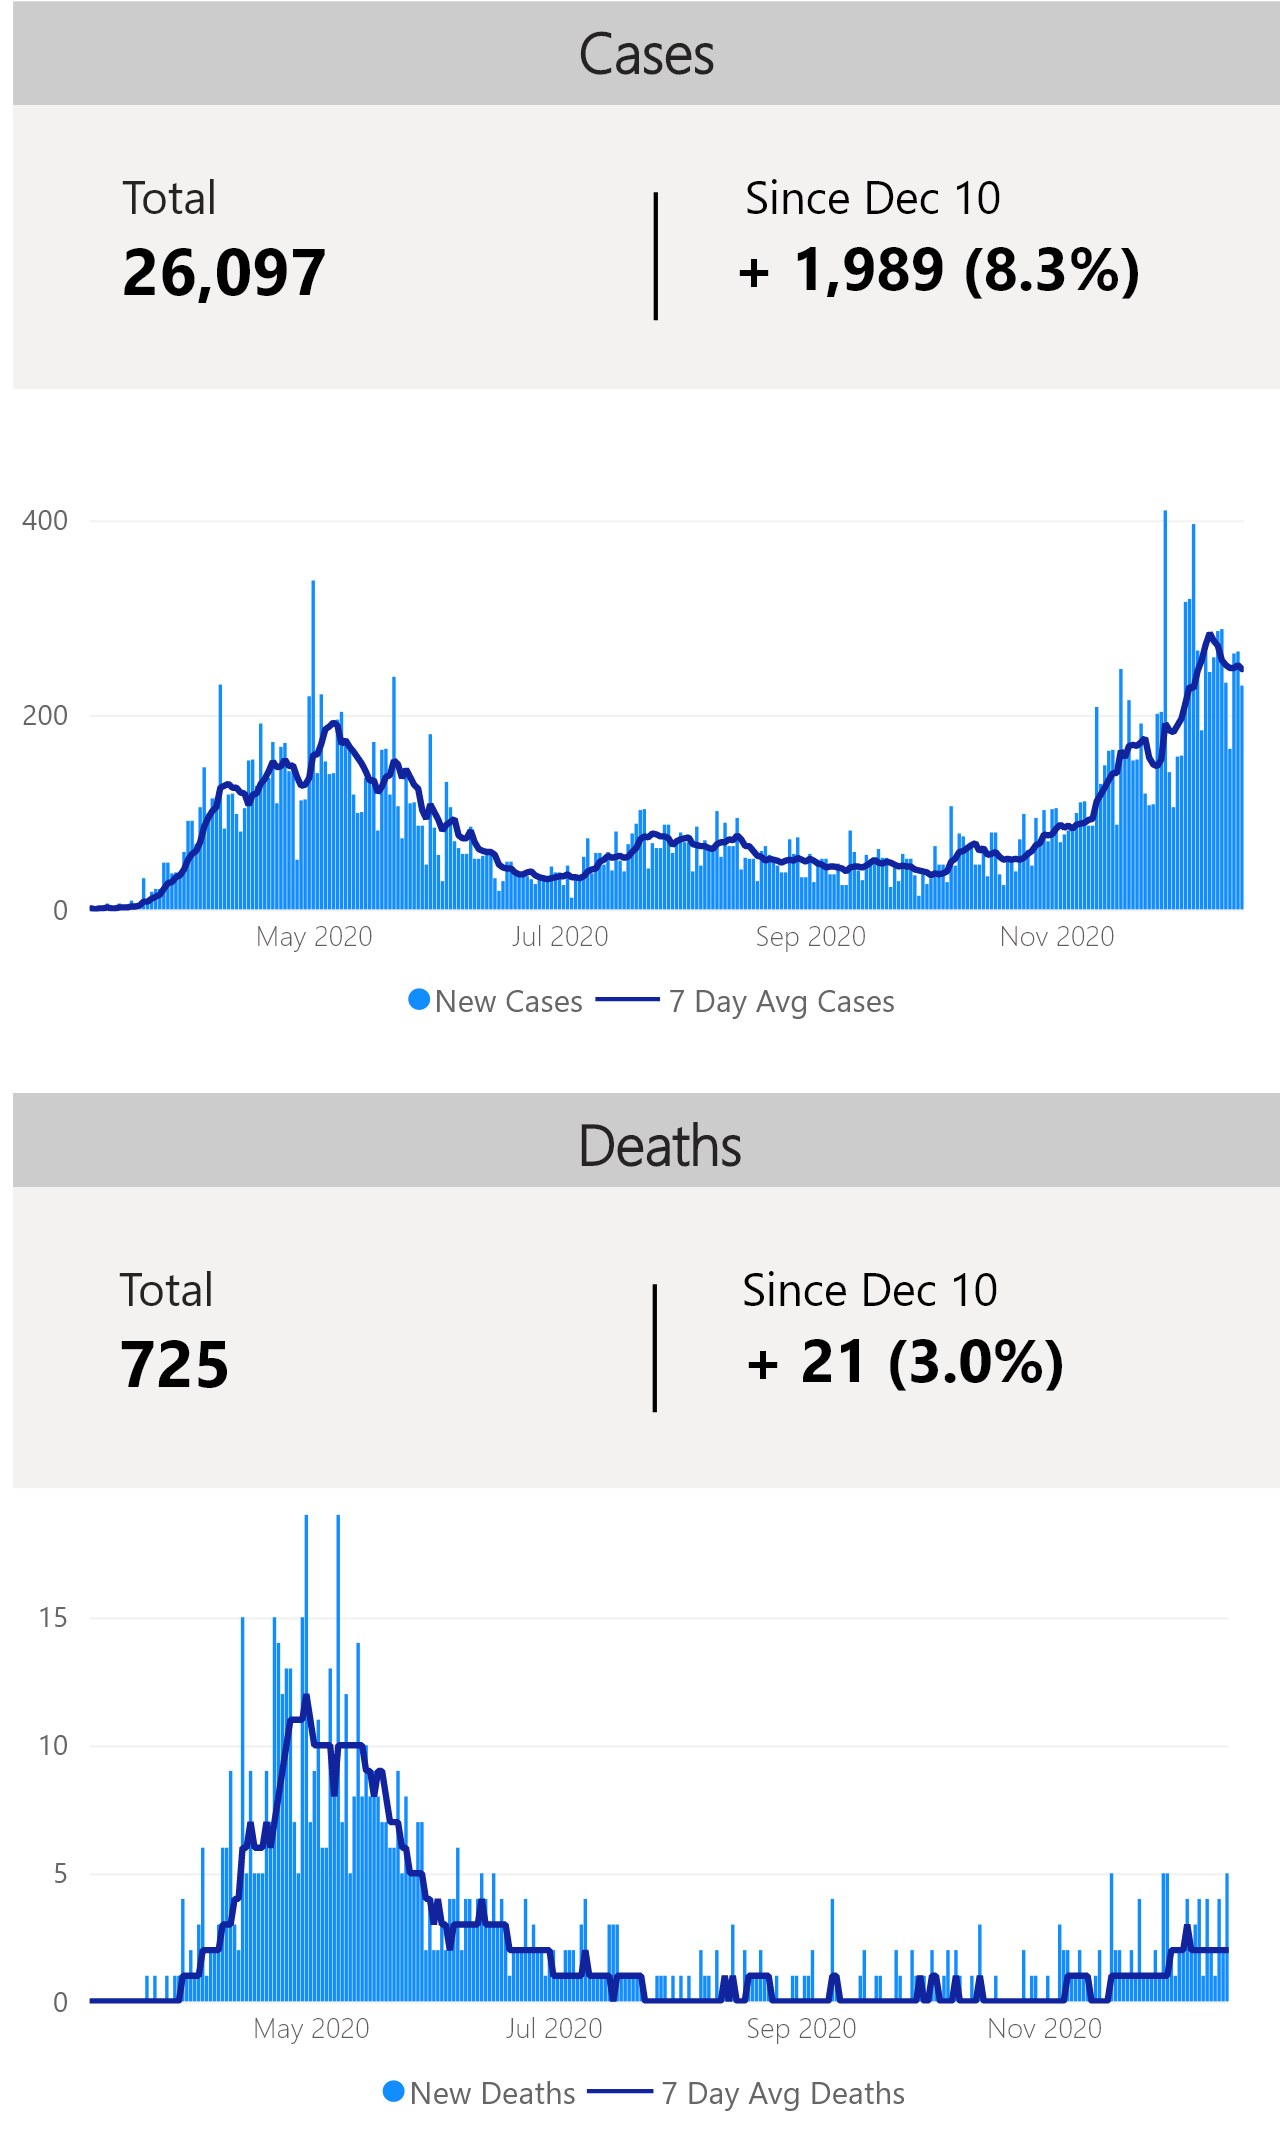 Cases
Total
Since Dec 10
26,097
+ 1,989 (8.3%)
400
200
0
May 2020
Jul 2020
Sep 2020
Nov 2020
New Cases
7 Day Avg Cases
Deaths
Total
Since Dec 10
725
+ 21 (3.0%)
15
10
5
0
May 2020
Jul 2020
Sep 2020
Nov 2020
New Deaths
7 Day Avg Deaths